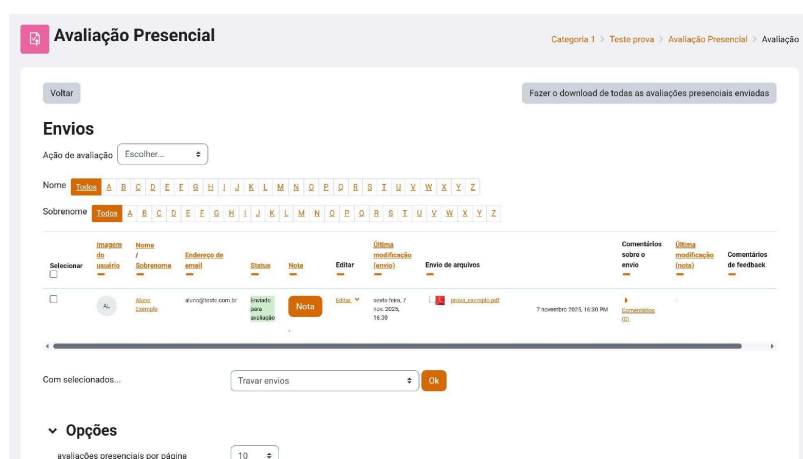 Avaliação Presencial
Categoria 1 > Teste prova > Avaliação Presencial > Avaliação
Voltar
Fazer o download de todas as avaliações presenciais enviadas
Envios
Ação de avaliação Escolher...
Nome Todos A B C D E F G H I J K L M N O P Q R S T U V W X Y Z
Sobrenome Todos A B C D E F G H I J K L M N O P Q R S T U V W X Y Z
Selecionar
Imagem
do
usuário
Nome
/
Sobrenome
Endereço de
email
Status
Nota
Editar
Última
modificação
(envio)
Envio de arquivos
Comentários
sobre o
envio
Última
modificação
(nota)
Comentários
de feedback
AL
Aluno
Exemplo
aluno@teste.com.br
Enviado
para
avaliação
Nota
-
Editar
sexta-feira, 7
nov. 2025,
16:30
prova_exemplo.pdf
7 novembro 2025, 16:30 PM
Comentários
(0)
-
Com selecionados...
Travar envios
Ok
Opções
avaliações presenciais por página
10